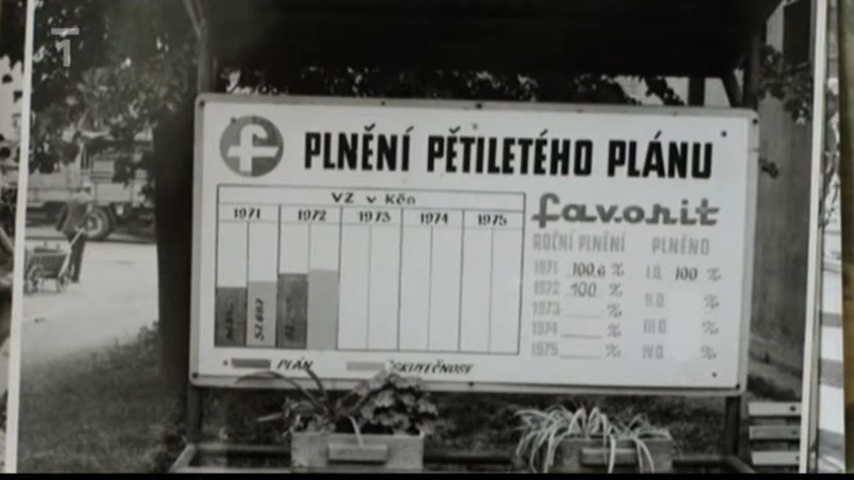 1
f PLNĚNÍ PĚTILETÉHO PLÁNU
VZ v Kčs
1971 1972 1973 1974 1975
favorit
ROČNÍ PLNĚNÍ PLNĚNO
1971 100,6 % I.Q. 100 %
1972 100 % II.Q. %
1973 % III.Q. %
1974 % IV.Q. %
1975 %
PLÁN SKUTEČNOST